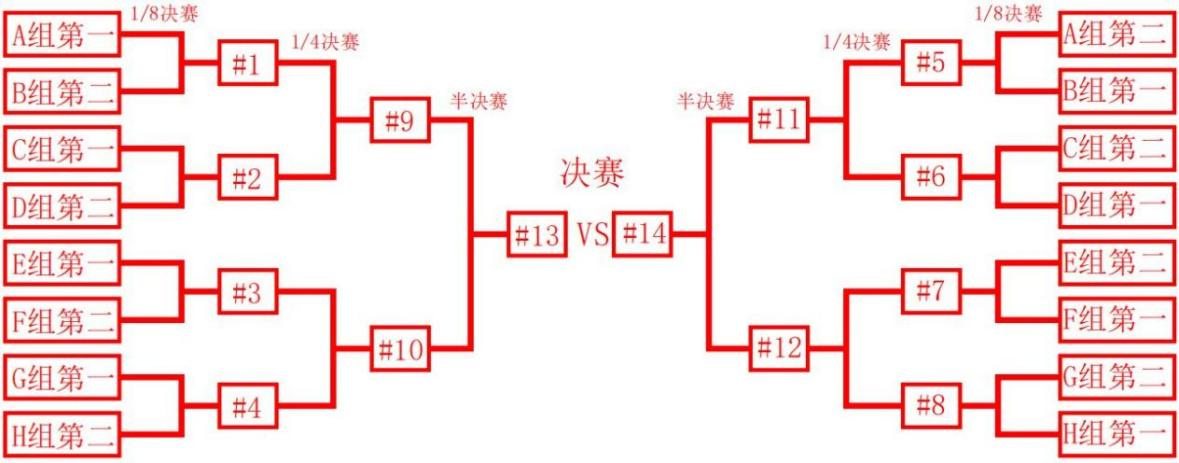 1/8决赛
A组第一
B组第二
C组第一
D组第二
E组第一
F组第二
G组第一
H组第二
#1
#2
#3
#4
1/4决赛
#9
#10
半决赛
#13
决赛
VS
#14
半决赛
#11
#12
1/4决赛
#5
#6
#7
#8
1/8决赛
A组第二
B组第一
C组第二
D组第一
E组第二
F组第一
G组第二
H组第一